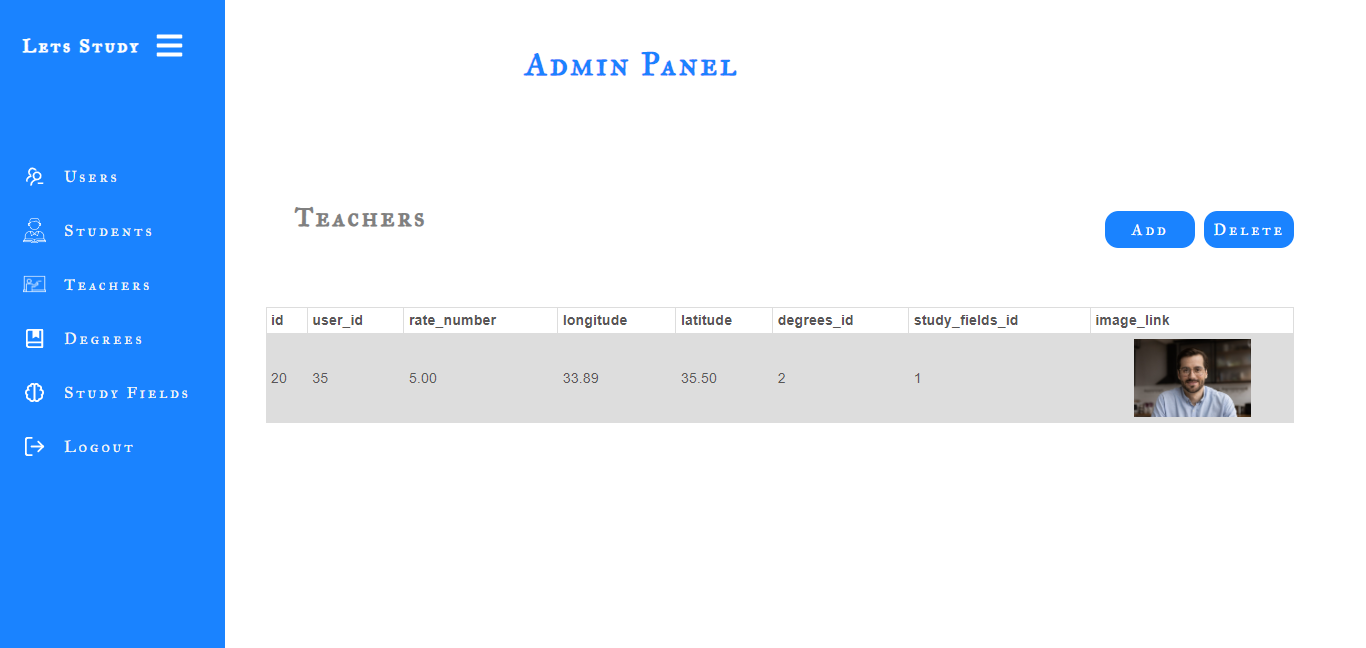 Lets Study
Admin Panel
Users
Students
Teachers
Degrees
Study Fields
Logout
Teachers
Add Delete
id user_id rate_number longitude latitude degrees_id study_fields_id image_link
20 35 5.00 33.89 35.50 2 1